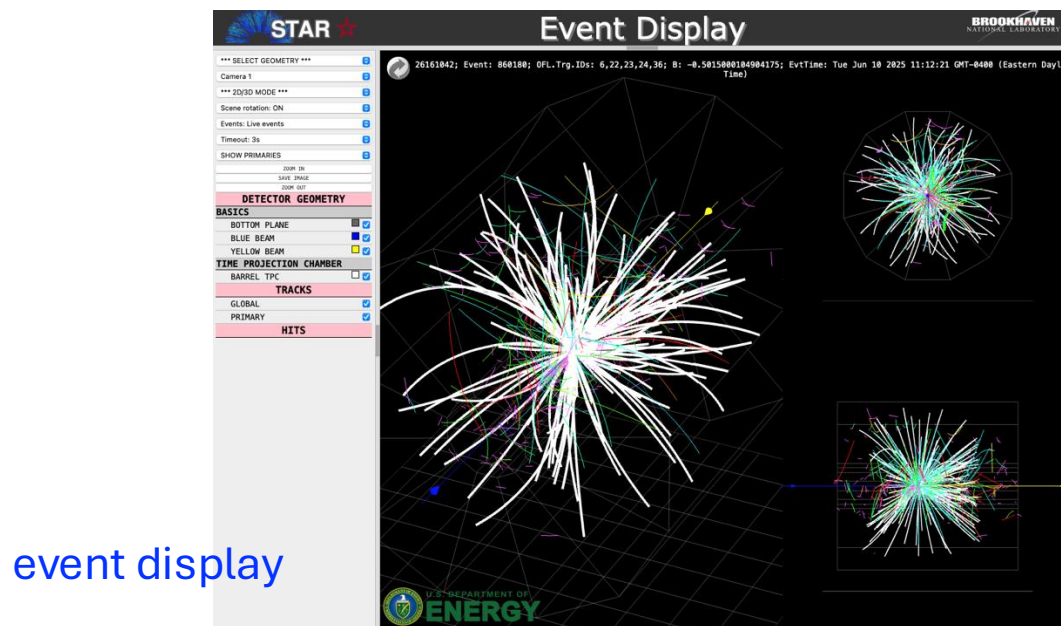 STAR
Event Display
BROOKHAVEN
NATIONAL LABORATORY
*** SELECT GEOMETRY ***
Camera 1
*** 2D/3D MODE ***
Scene rotation: ON
Events: Live events
Timeout: 3s
SHOW PRIMARIES
ZOOM IN
SAVE IMAGE
ZOOM OUT
DETECTOR GEOMETRY
BASICS
BOTTOM PLANE
BLUE BEAM
YELLOW BEAM
TIME PROJECTION CHAMBER
BARREL TPC
TRACKS
GLOBAL
PRIMARY
HITS
26161042; Event: 860180; OFL.Trg.IDs: 6,22,23,24,36; B: -0.5015000104904175; EvtTime: Tue Jun 10 2025 11:12:21 GMT-0400 (Eastern Dayl
Time)
U.S. DEPARTMENT OF
ENERGY
event display